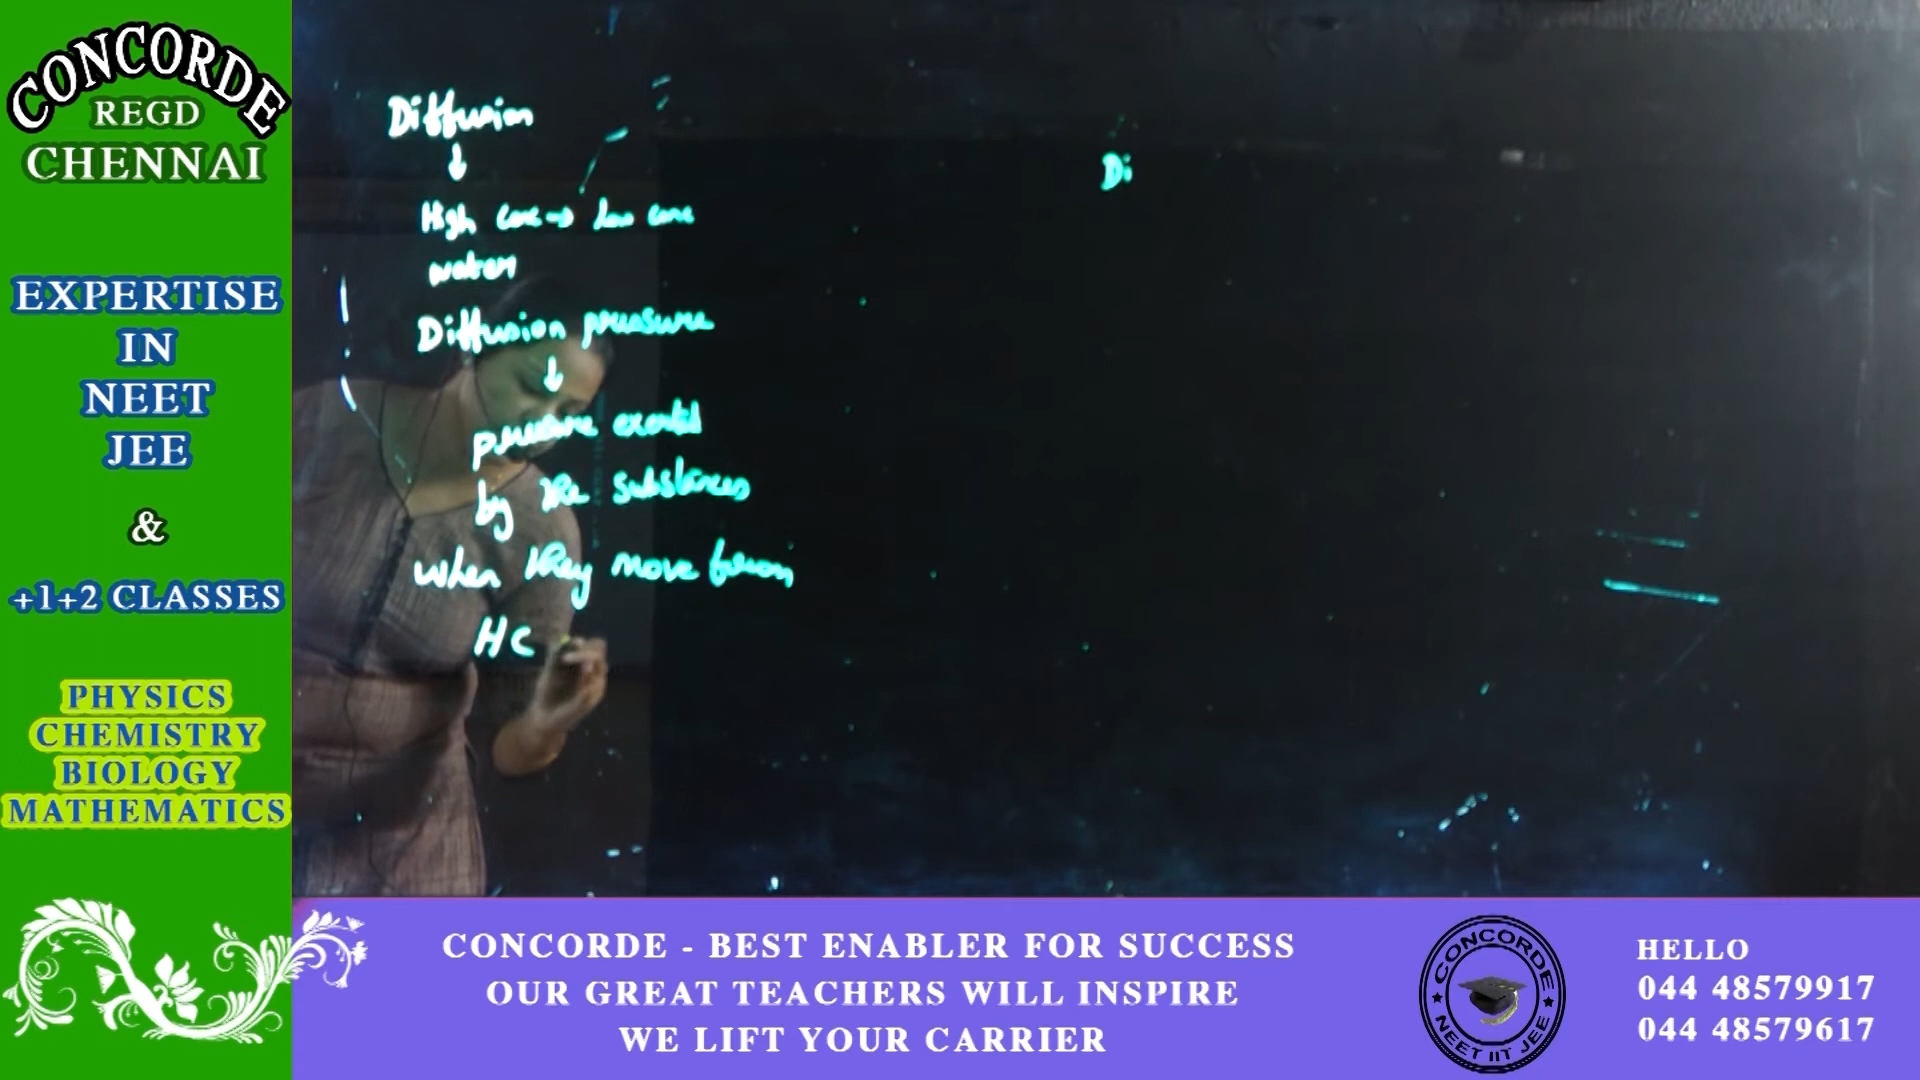 CONCORDE
REGD
CHENNAI
EXPERTISE
IN
NEET
JEE
&
+1+2 CLASSES
PHYSICS
CHEMISTRY
BIOLOGY
MATHEMATICS
Diffusion
↓
High conc → low conc
water
Diffusion pressure
↓
pressure exerted
by the substances
when they move from
HC
Di
CONCORDE - BEST ENABLER FOR SUCCESS
OUR GREAT TEACHERS WILL INSPIRE
WE LIFT YOUR CARRIER
CONCORDE
NEET IIT JEE
HELLO
044 48579917
044 48579617